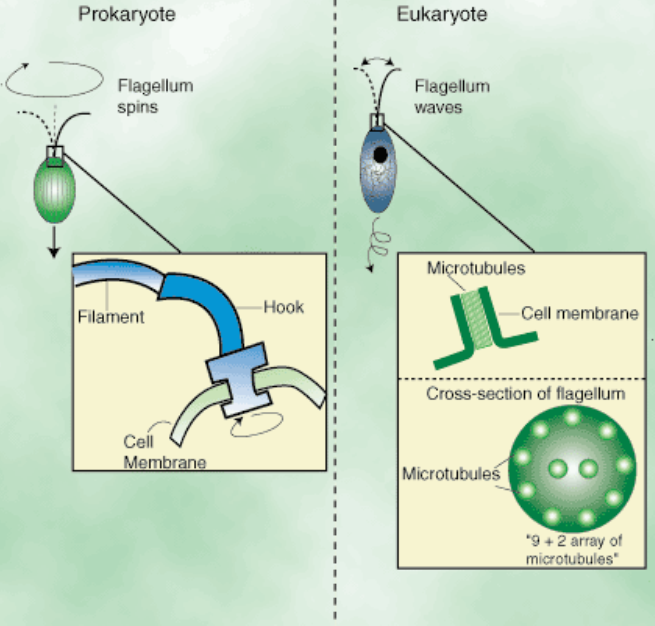 Prokaryote
Flagellum
spins
Filament
Hook
Cell
Membrane
Eukaryote
Flagellum
waves
Microtubules
Cell membrane
Cross-section of flagellum
Microtubules
"9 + 2 array of
microtubules"